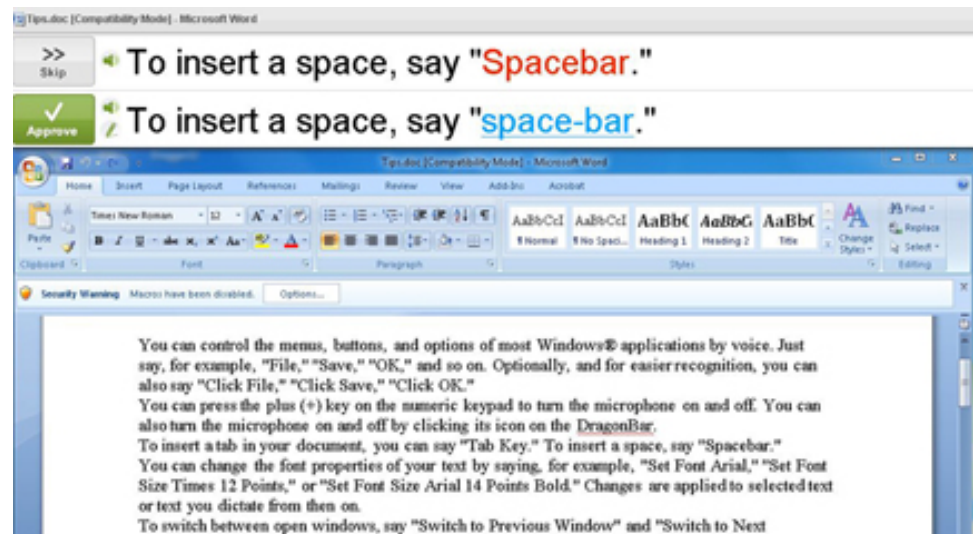 Tips.doc [Compatibility Mode] - Microsoft Word
>>
Skip
To insert a space, say "Spacebar."
Approve
To insert a space, say "space-bar."
Tips.doc [Compatibility Mode] - Microsoft Word
Home Insert Page Layout References Mailings Review View Add-Ins Acrobat
Times New Roman 12
Paste
B I U abe x, x² Aa A
AaBbCcI AaBbCcI AaBbC AaBbC AaBbC
¶ Normal ¶ No Spaci... Heading 1 Heading 2 Title
Change Styles
Find
Replace
Select
Clipboard Font Paragraph Styles Editing
Security Warning Macros have been disabled. Options...
You can control the menus, buttons, and options of most Windows® applications by voice. Just
say, for example, "File," "Save," "OK," and so on. Optionally, and for easier recognition, you can
also say "Click File," "Click Save," "Click OK."
You can press the plus (+) key on the numeric keypad to turn the microphone on and off. You can
also turn the microphone on and off by clicking its icon on the DragonBar.
To insert a tab in your document, you can say "Tab Key." To insert a space, say "Spacebar."
You can change the font properties of your text by saying, for example, "Set Font Arial," "Set Font
Size Times 12 Points," or "Set Font Size Arial 14 Points Bold." Changes are applied to selected text
or text you dictate from then on.
To switch between open windows, say "Switch to Previous Window" and "Switch to Next